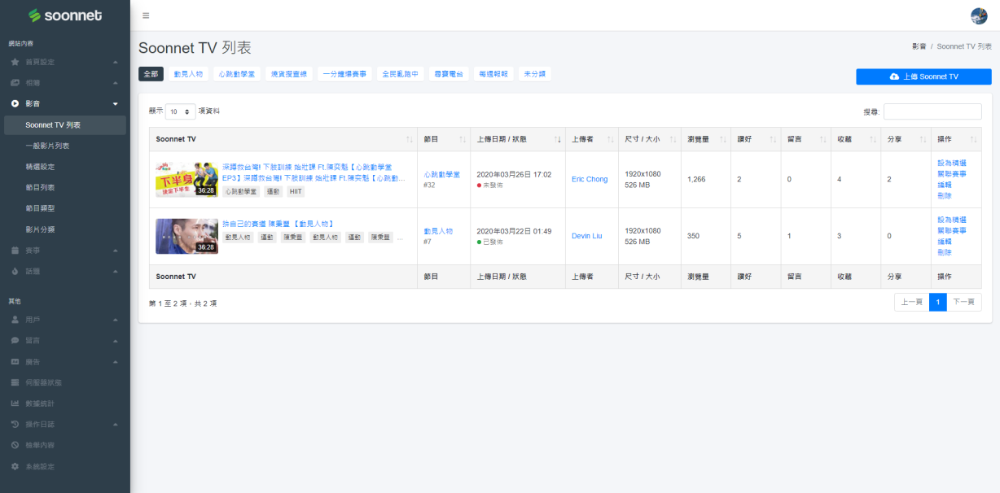 soonnet
網站內容
首頁設定
相關
影音
Soonnet TV 列表
一般影片列表
精選設定
節目列表
節目類型
影片分類
賽事
話題
其他
用戶
留言
廣告
伺服器狀態
數據統計
操作日誌
檢舉內容
系統設定
Soonnet TV 列表
影音 / Soonnet TV 列表
全部 動見人物 心跳動學堂 燒貨搜查線 一分鐘爆賽事 全民亂跑中 尋寶電台 每週報報 未分類
上傳 Soonnet TV
顯示 10 項資料
搜尋:
Soonnet TV 節目 上傳日期 / 狀態 上傳者 尺寸 / 大小 瀏覽量 讚好 留言 收藏 分享 操作
下半身
36:28
深蹲救台灣! 下肢訓練 始壯課 Ft.陳奕魁【心跳動學堂
EP3】深蹲救台灣! 下肢訓練 始壯課 Ft.陳奕魁【心跳動...
心跳動學堂 運動 HIIT
心跳動學堂
#32
2020年03月26日 17:02
未發佈
Eric Chong
1920x1080
526 MB
1,266
2
0
4
2
設為精選
關聯賽事
編輯
刪除
36:28
拚自己的賽道 陳秉豐 【動見人物】
動見人物 運動 陳秉豐 動見人物 運動 陳秉豐 ...
動見人物
#7
2020年03月22日 01:49
已發佈
Devin Liu
1920x1080
526 MB
350
5
1
3
0
設為精選
關聯賽事
編輯
刪除
Soonnet TV 節目 上傳日期 / 狀態 上傳者 尺寸 / 大小 瀏覽量 讚好 留言 收藏 分享 操作
第 1 至 2 項，共 2 項
上一頁 1 下一頁